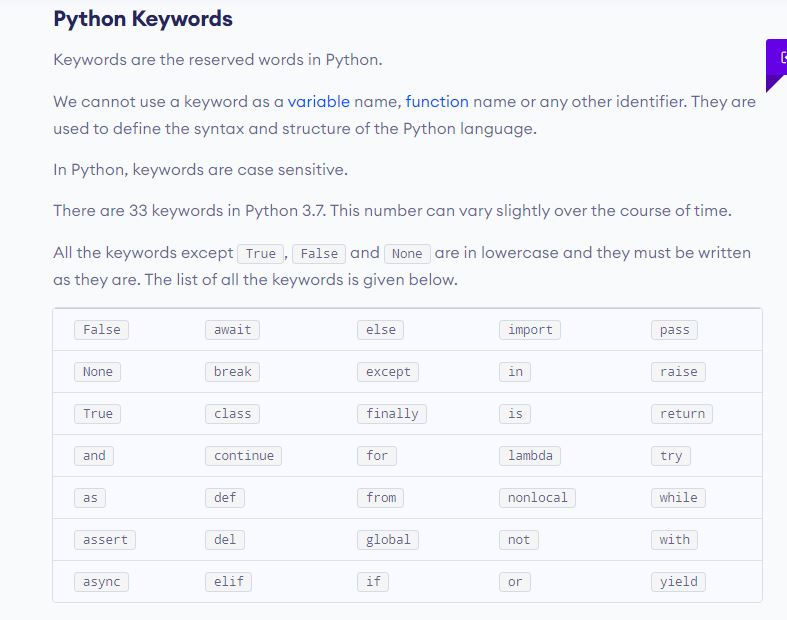 Python Keywords
Keywords are the reserved words in Python.
We cannot use a keyword as a variable name, function name or any other identifier. They are
used to define the syntax and structure of the Python language.
In Python, keywords are case sensitive.
There are 33 keywords in Python 3.7. This number can vary slightly over the course of time.
All the keywords except True, False and None are in lowercase and they must be written
as they are. The list of all the keywords is given below.
False await else import pass
None break except in raise
True class finally is return
and continue for lambda try
as def from nonlocal while
assert del global not with
async elif if or yield